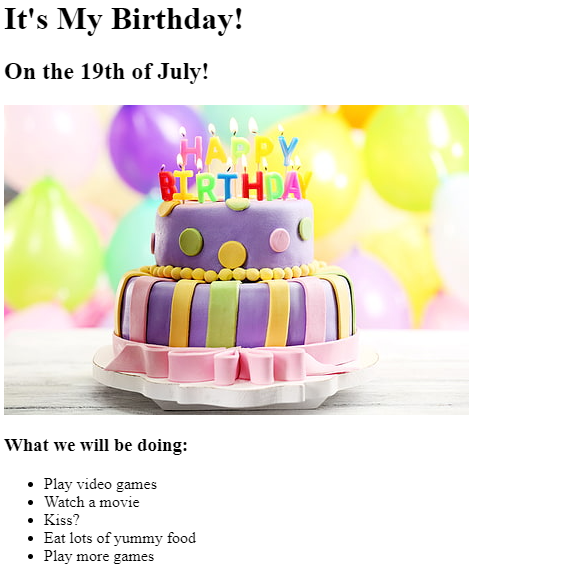 It's My Birthday!
On the 19th of July!
HAPPY
BIRTHDAY
What we will be doing:
Play video games
Watch a movie
Kiss?
Eat lots of yummy food
Play more games